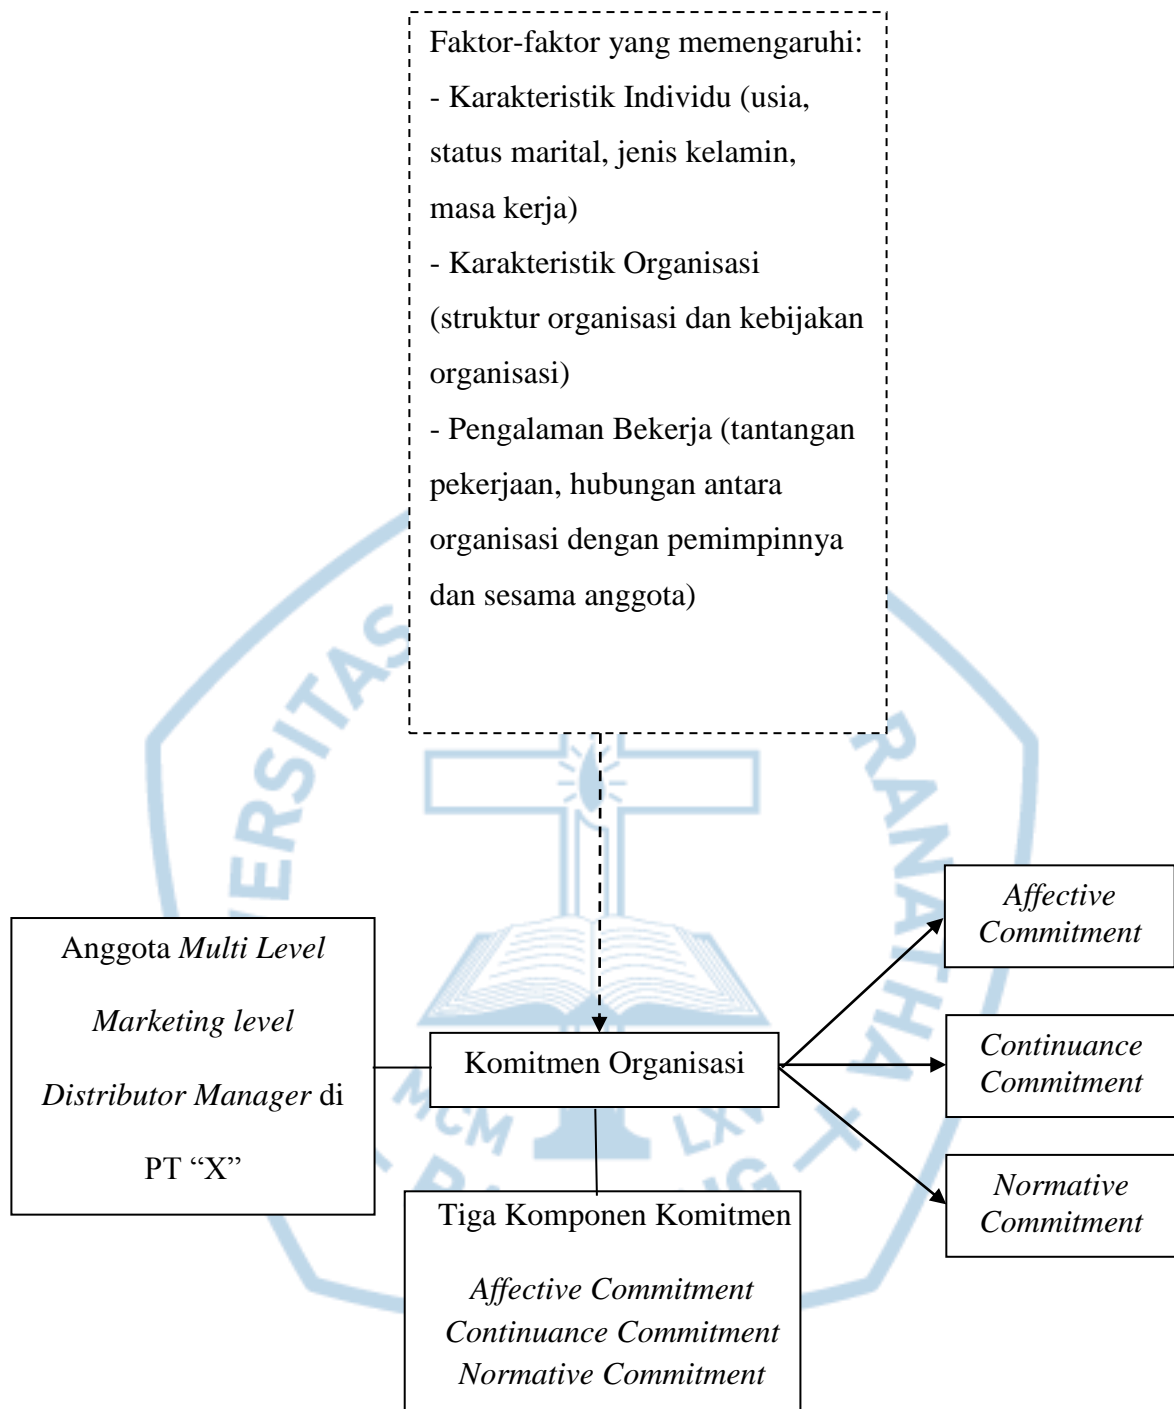 Faktor-faktor yang memengaruhi:
- Karakteristik Individu (usia,
status marital, jenis kelamin,
masa kerja)
- Karakteristik Organisasi
(struktur organisasi dan kebijakan
organisasi)
- Pengalaman Bekerja (tantangan
pekerjaan, hubungan antara
organisasi dengan pemimpinnya
dan sesama anggota)
Anggota Multi Level
Marketing level
Distributor Manager di
PT “X”
Komitmen Organisasi
Affective
Commitment
Continuance
Commitment
Normative
Commitment
Tiga Komponen Komitmen
Affective Commitment
Continuance Commitment
Normative Commitment
MCM